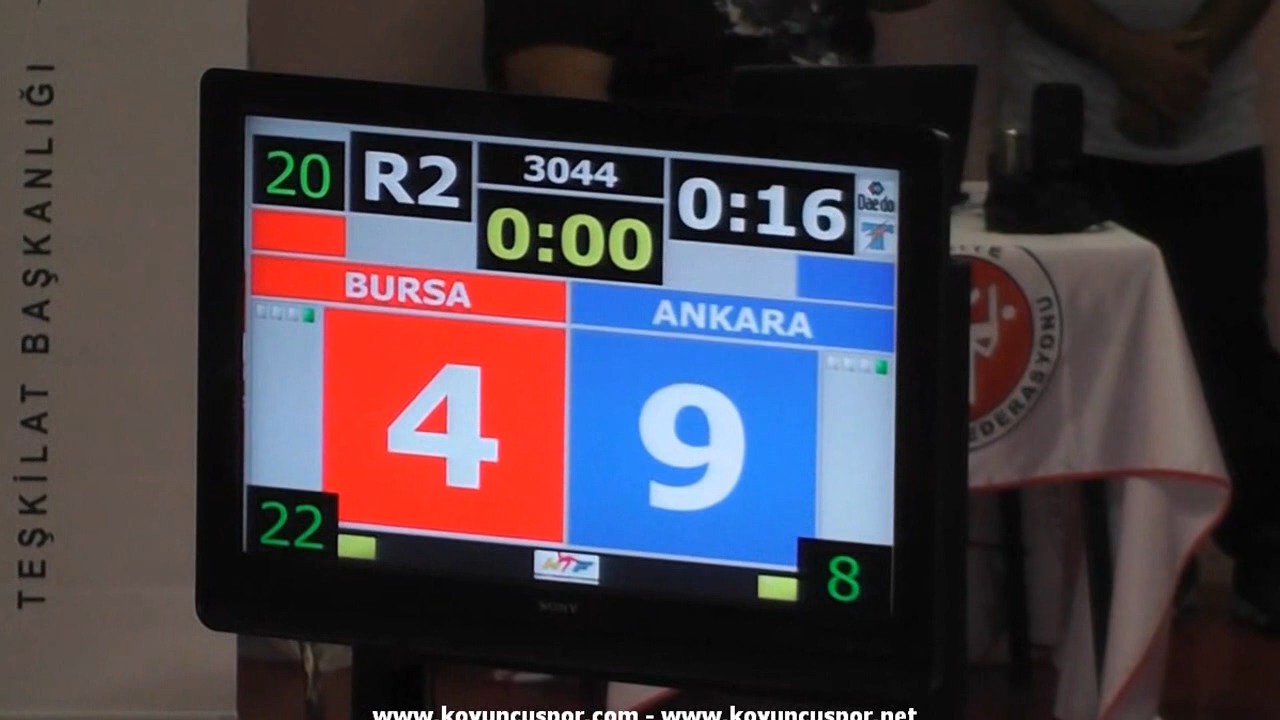 TEŞKİLAT BAŞKANLIĞI
20 R2 3044 0:16
Daedo
0:00
BURSA ANKARA
4 9
22 8
WTF
SONY
FEDERASYONU
www.koyuncuspor.com - www.koyuncuspor.net